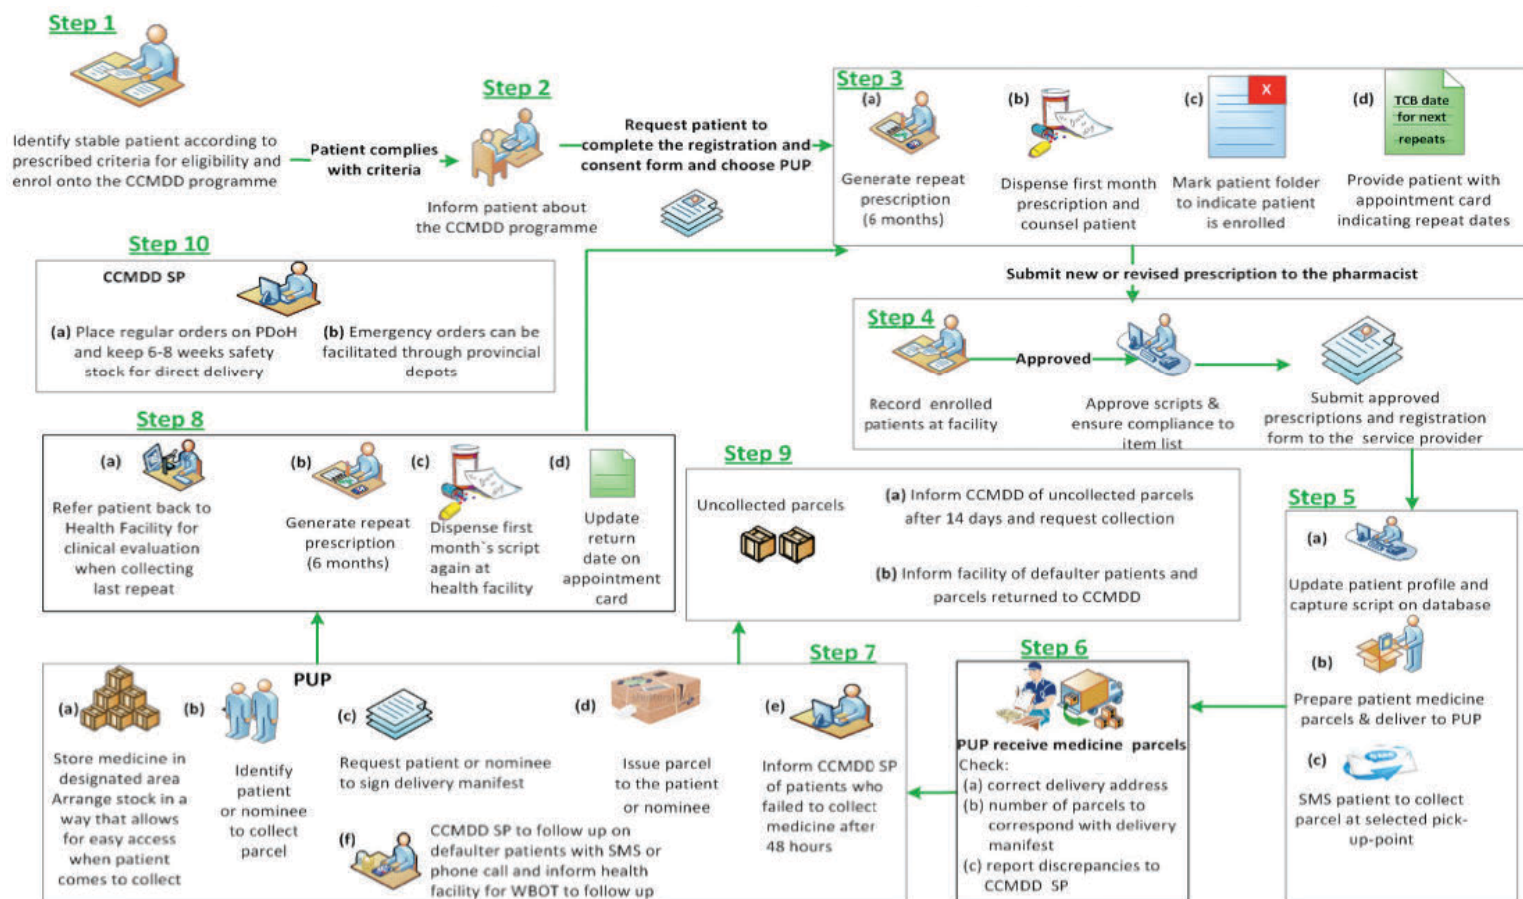 Step 1
Identify stable patient according to
prescribed criteria for eligibility and
enrol onto the CCMDD programme
Patient complies
with criteria
Step 2
Inform patient about
the CCMDD programme
Request patient to
complete the registration and
consent form and choose PUP
Step 3
(a)
Generate repeat
prescription
(6 months)
(b)
Dispense first month
prescription and
counsel patient
(c)
X
Mark patient folder
to indicate patient
is enrolled
(d)
TCB date
for next
repeats
Provide patient with
appointment card
indicating repeat dates
Submit new or revised prescription to the pharmacist
Step 4
Record enrolled
patients at facility
Approved
Approve scripts &
ensure compliance to
item list
Submit approved
prescriptions and registration
form to the service provider
Step 5
(a)
Update patient profile and
capture script on database
(b)
Prepare patient medicine
parcels & deliver to PUP
(c)
SMS patient to collect
parcel at selected pick-
up-point
Step 6
PUP receive medicine parcels
Check:
(a) correct delivery address
(b) number of parcels to
correspond with delivery
manifest
(c) report discrepancies to
CCMDD SP
Step 7
PUP
(a)
Store medicine in
designated area
Arrange stock in a
way that allows
for easy access
when patient
comes to collect
(b)
Identify
patient
or nominee
to collect
parcel
(c)
Request patient or nominee
to sign delivery manifest
(d)
Issue parcel
to the patient
or nominee
(e)
Inform CCMDD SP
of patients who
failed to collect
medicine after
48 hours
(f)
CCMDD SP to follow up on
defaulter patients with SMS or
phone call and inform health
facility for WBOT to follow up
Step 8
(a)
Refer patient back to
Health Facility for
clinical evaluation
when collecting
last repeat
(b)
Generate repeat
prescription
(6 months)
(c)
Dispense first
month`s script
again at
health facility
(d)
Update
return
date on
appointment
card
Step 9
Uncollected parcels
(a) Inform CCMDD of uncollected parcels
after 14 days and request collection
(b) Inform facility of defaulter patients and
parcels returned to CCMDD
Step 10
CCMDD SP
(a) Place regular orders on PDoH
and keep 6-8 weeks safety
stock for direct delivery
(b) Emergency orders can be
facilitated through provincial
depots